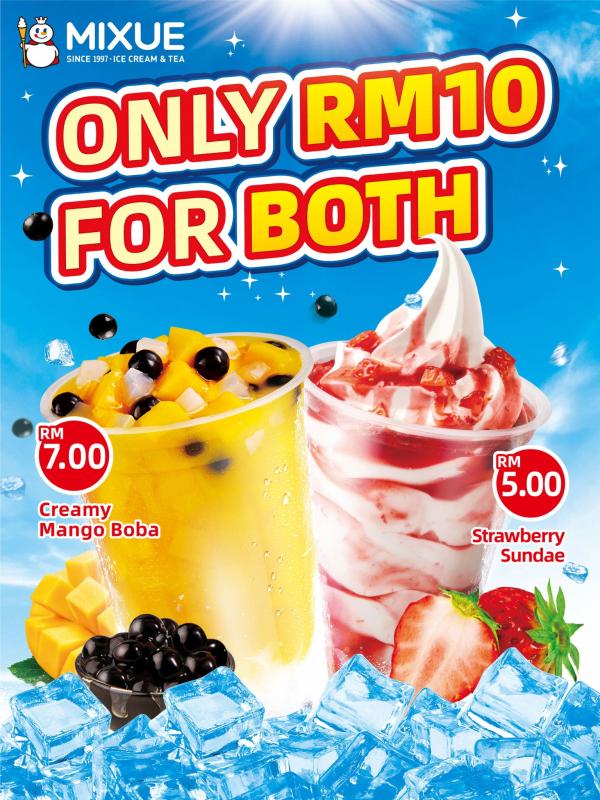 MIXUE
SINCE 1997·ICE CREAM & TEA
ONLY RM10
FOR BOTH
RM
7.00
Creamy
Mango Boba
RM
5.00
Strawberry
Sundae